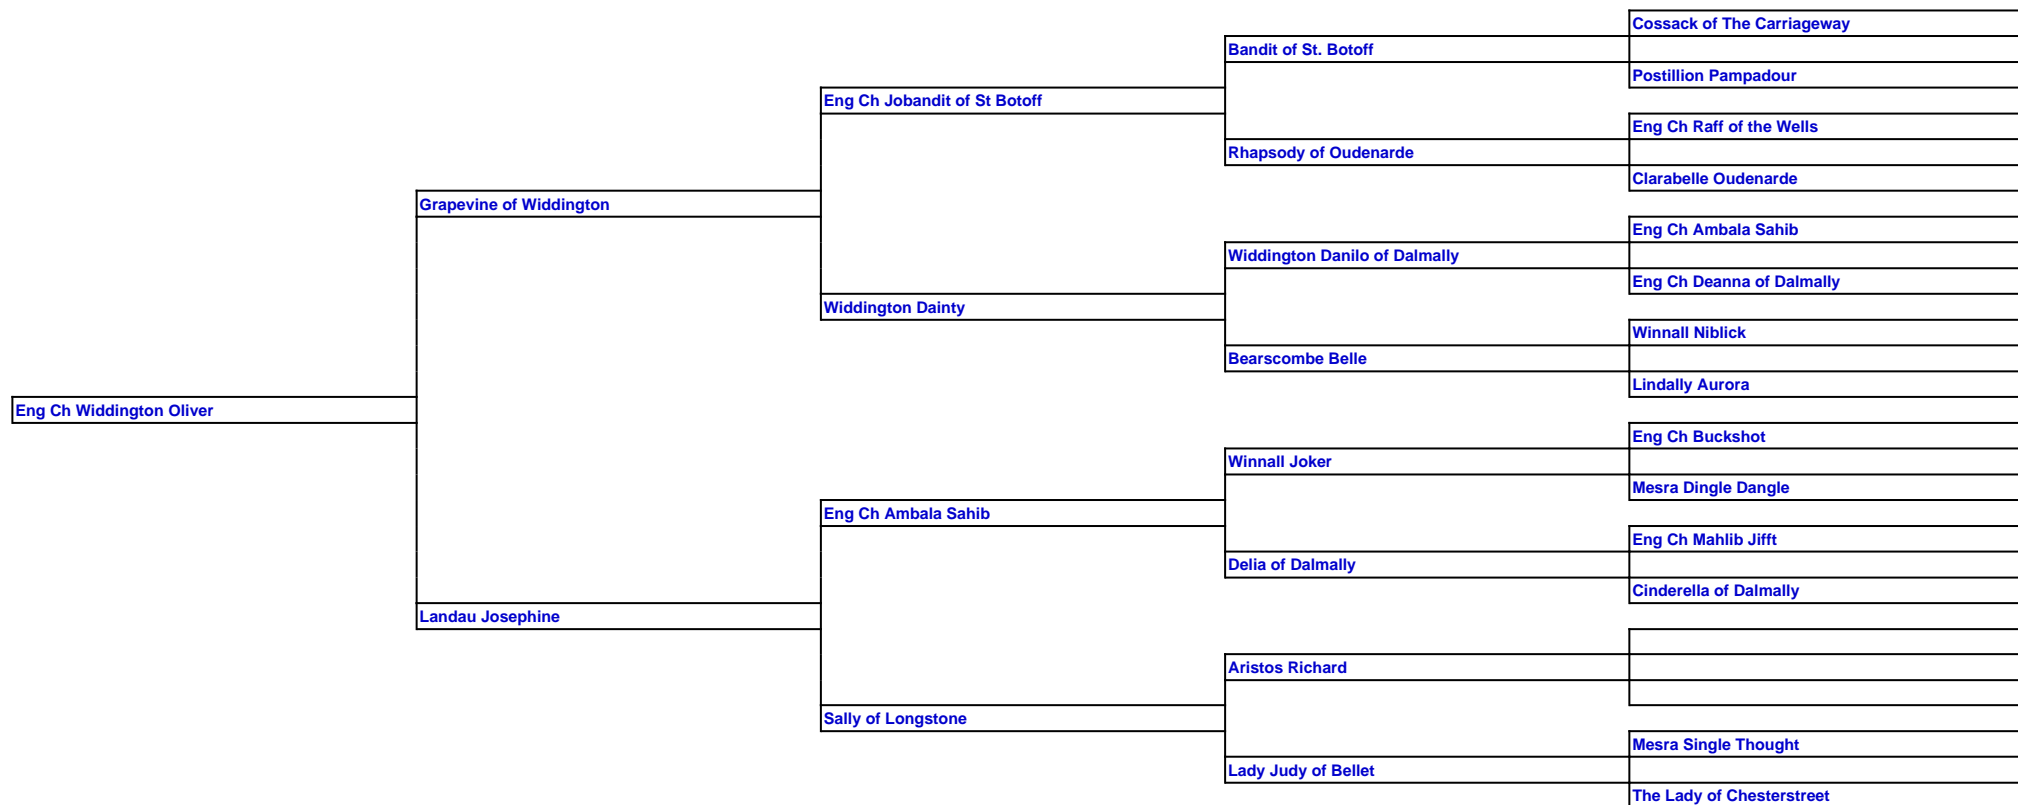 Cossack of The Carriageway
Bandit of St. Botoff
Postillion Pampadour
Eng Ch Jobandit of St Botoff
Eng Ch Raff of the Wells
Rhapsody of Oudenarde
Clarabelle Oudenarde
Grapevine of Widdington
Eng Ch Ambala Sahib
Widdington Danilo of Dalmally
Eng Ch Deanna of Dalmally
Widdington Dainty
Winnall Niblick
Bearscombe Belle
Lindally Aurora
Eng Ch Widdington Oliver
Eng Ch Buckshot
Winnall Joker
Mesra Dingle Dangle
Eng Ch Ambala Sahib
Eng Ch Mahlib Jifft
Delia of Dalmally
Cinderella of Dalmally
Landau Josephine
Aristos Richard
Sally of Longstone
Mesra Single Thought
Lady Judy of Bellet
The Lady of Chesterstreet